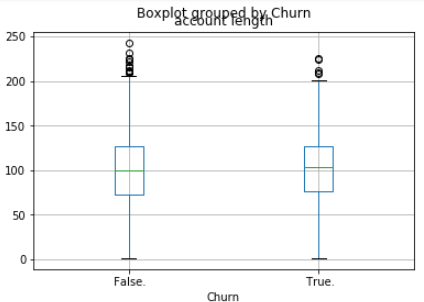 Boxplot grouped by Churn
account length
250
200
150
100
50
0
False.
True.
Churn